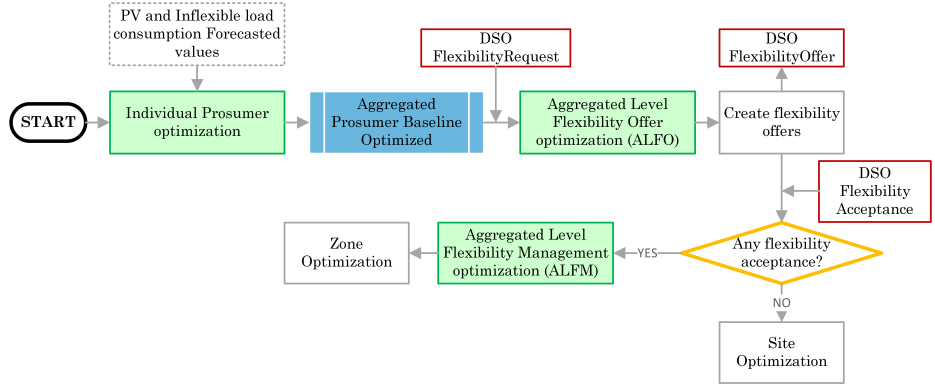 PV and Inflexible load
consumption Forecasted
values
DSO
FlexibilityRequest
DSO
FlexibilityOffer
START
Individual Prosumer
optimization
Aggregated
Prosumer Baseline
Optimized
Aggregated Level
Flexibility Offer
optimization (ALFO)
Create flexibility
offers
DSO
Flexibility
Acceptance
Any flexibility
acceptance?
YES
Aggregated Level
Flexibility Management
optimization (ALFM)
Zone
Optimization
NO
Site
Optimization